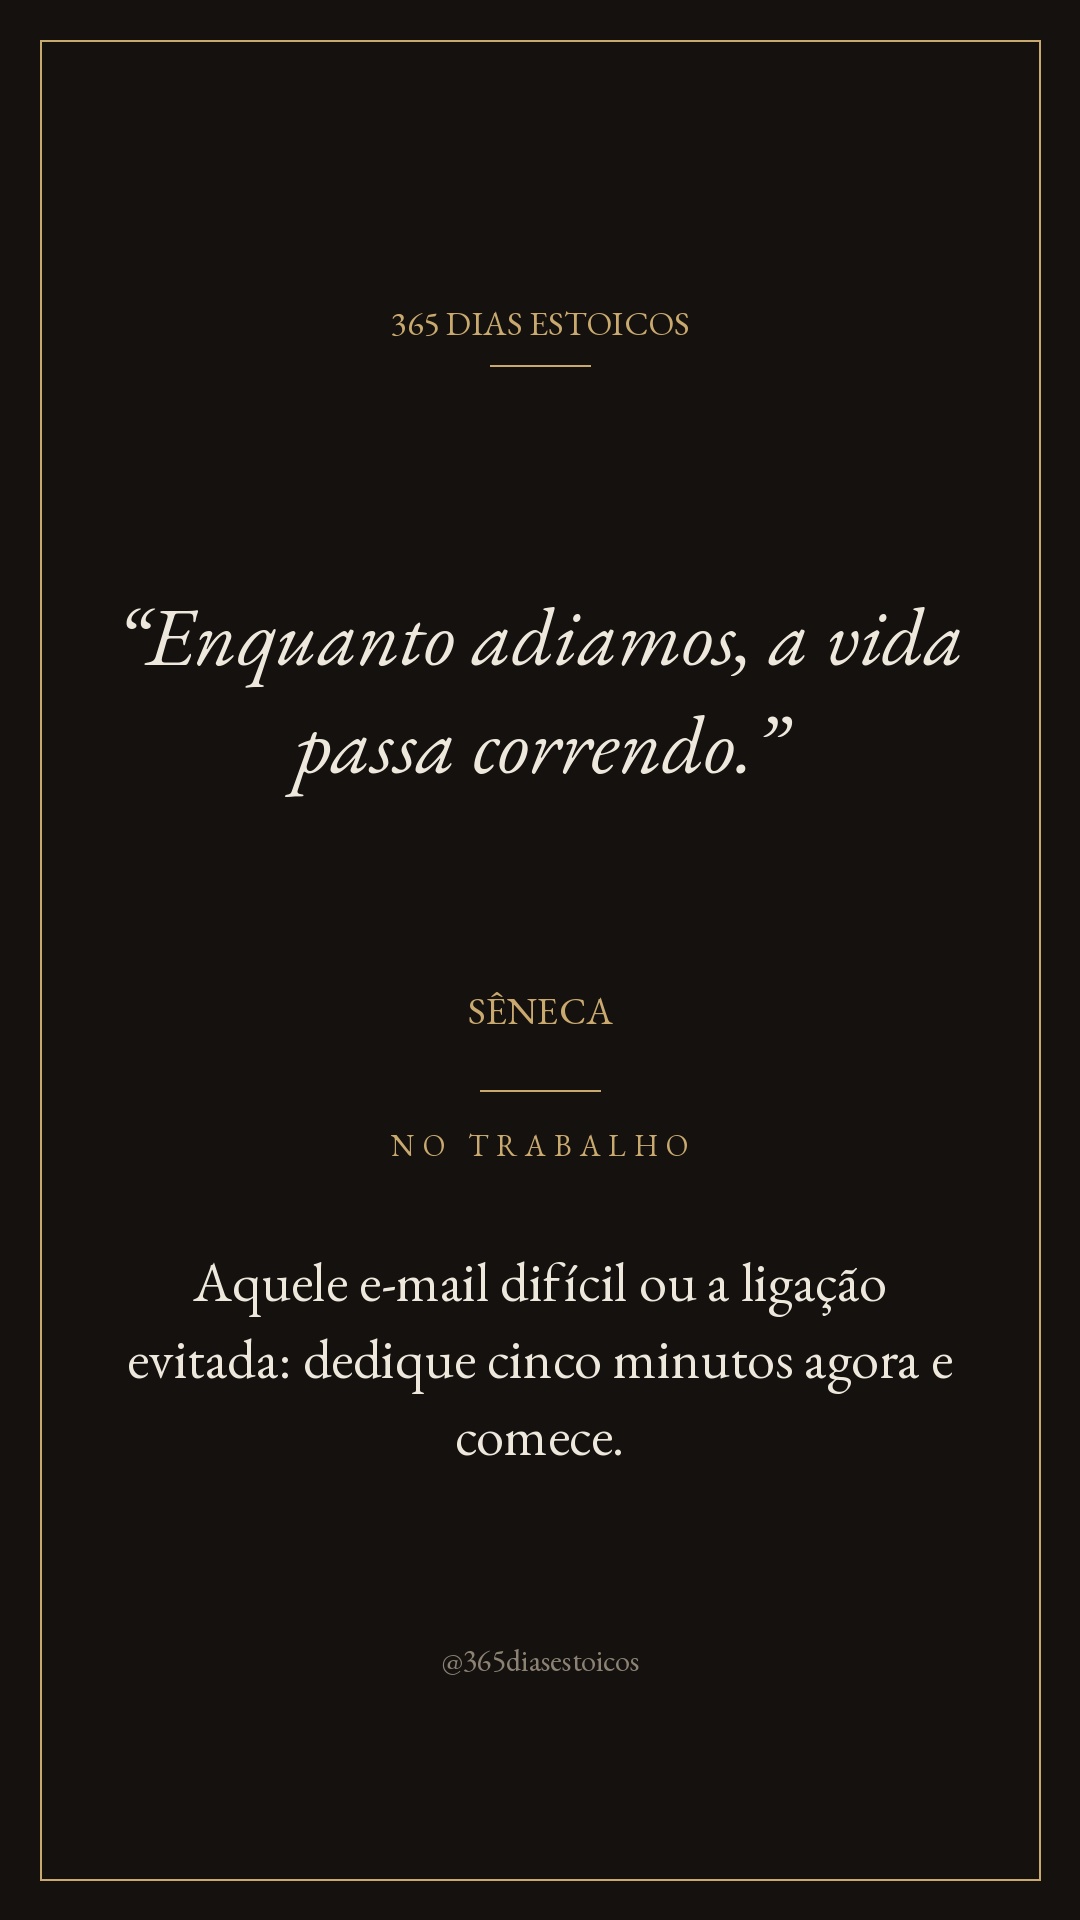 365 DIAS ESTOICOS
“Enquanto adiamos, a vida
passa correndo.”
SÊNECA
NO TRABALHO
Aquele e-mail difícil ou a ligação
evitada: dedique cinco minutos agora e
comece.
@365diasestoicos